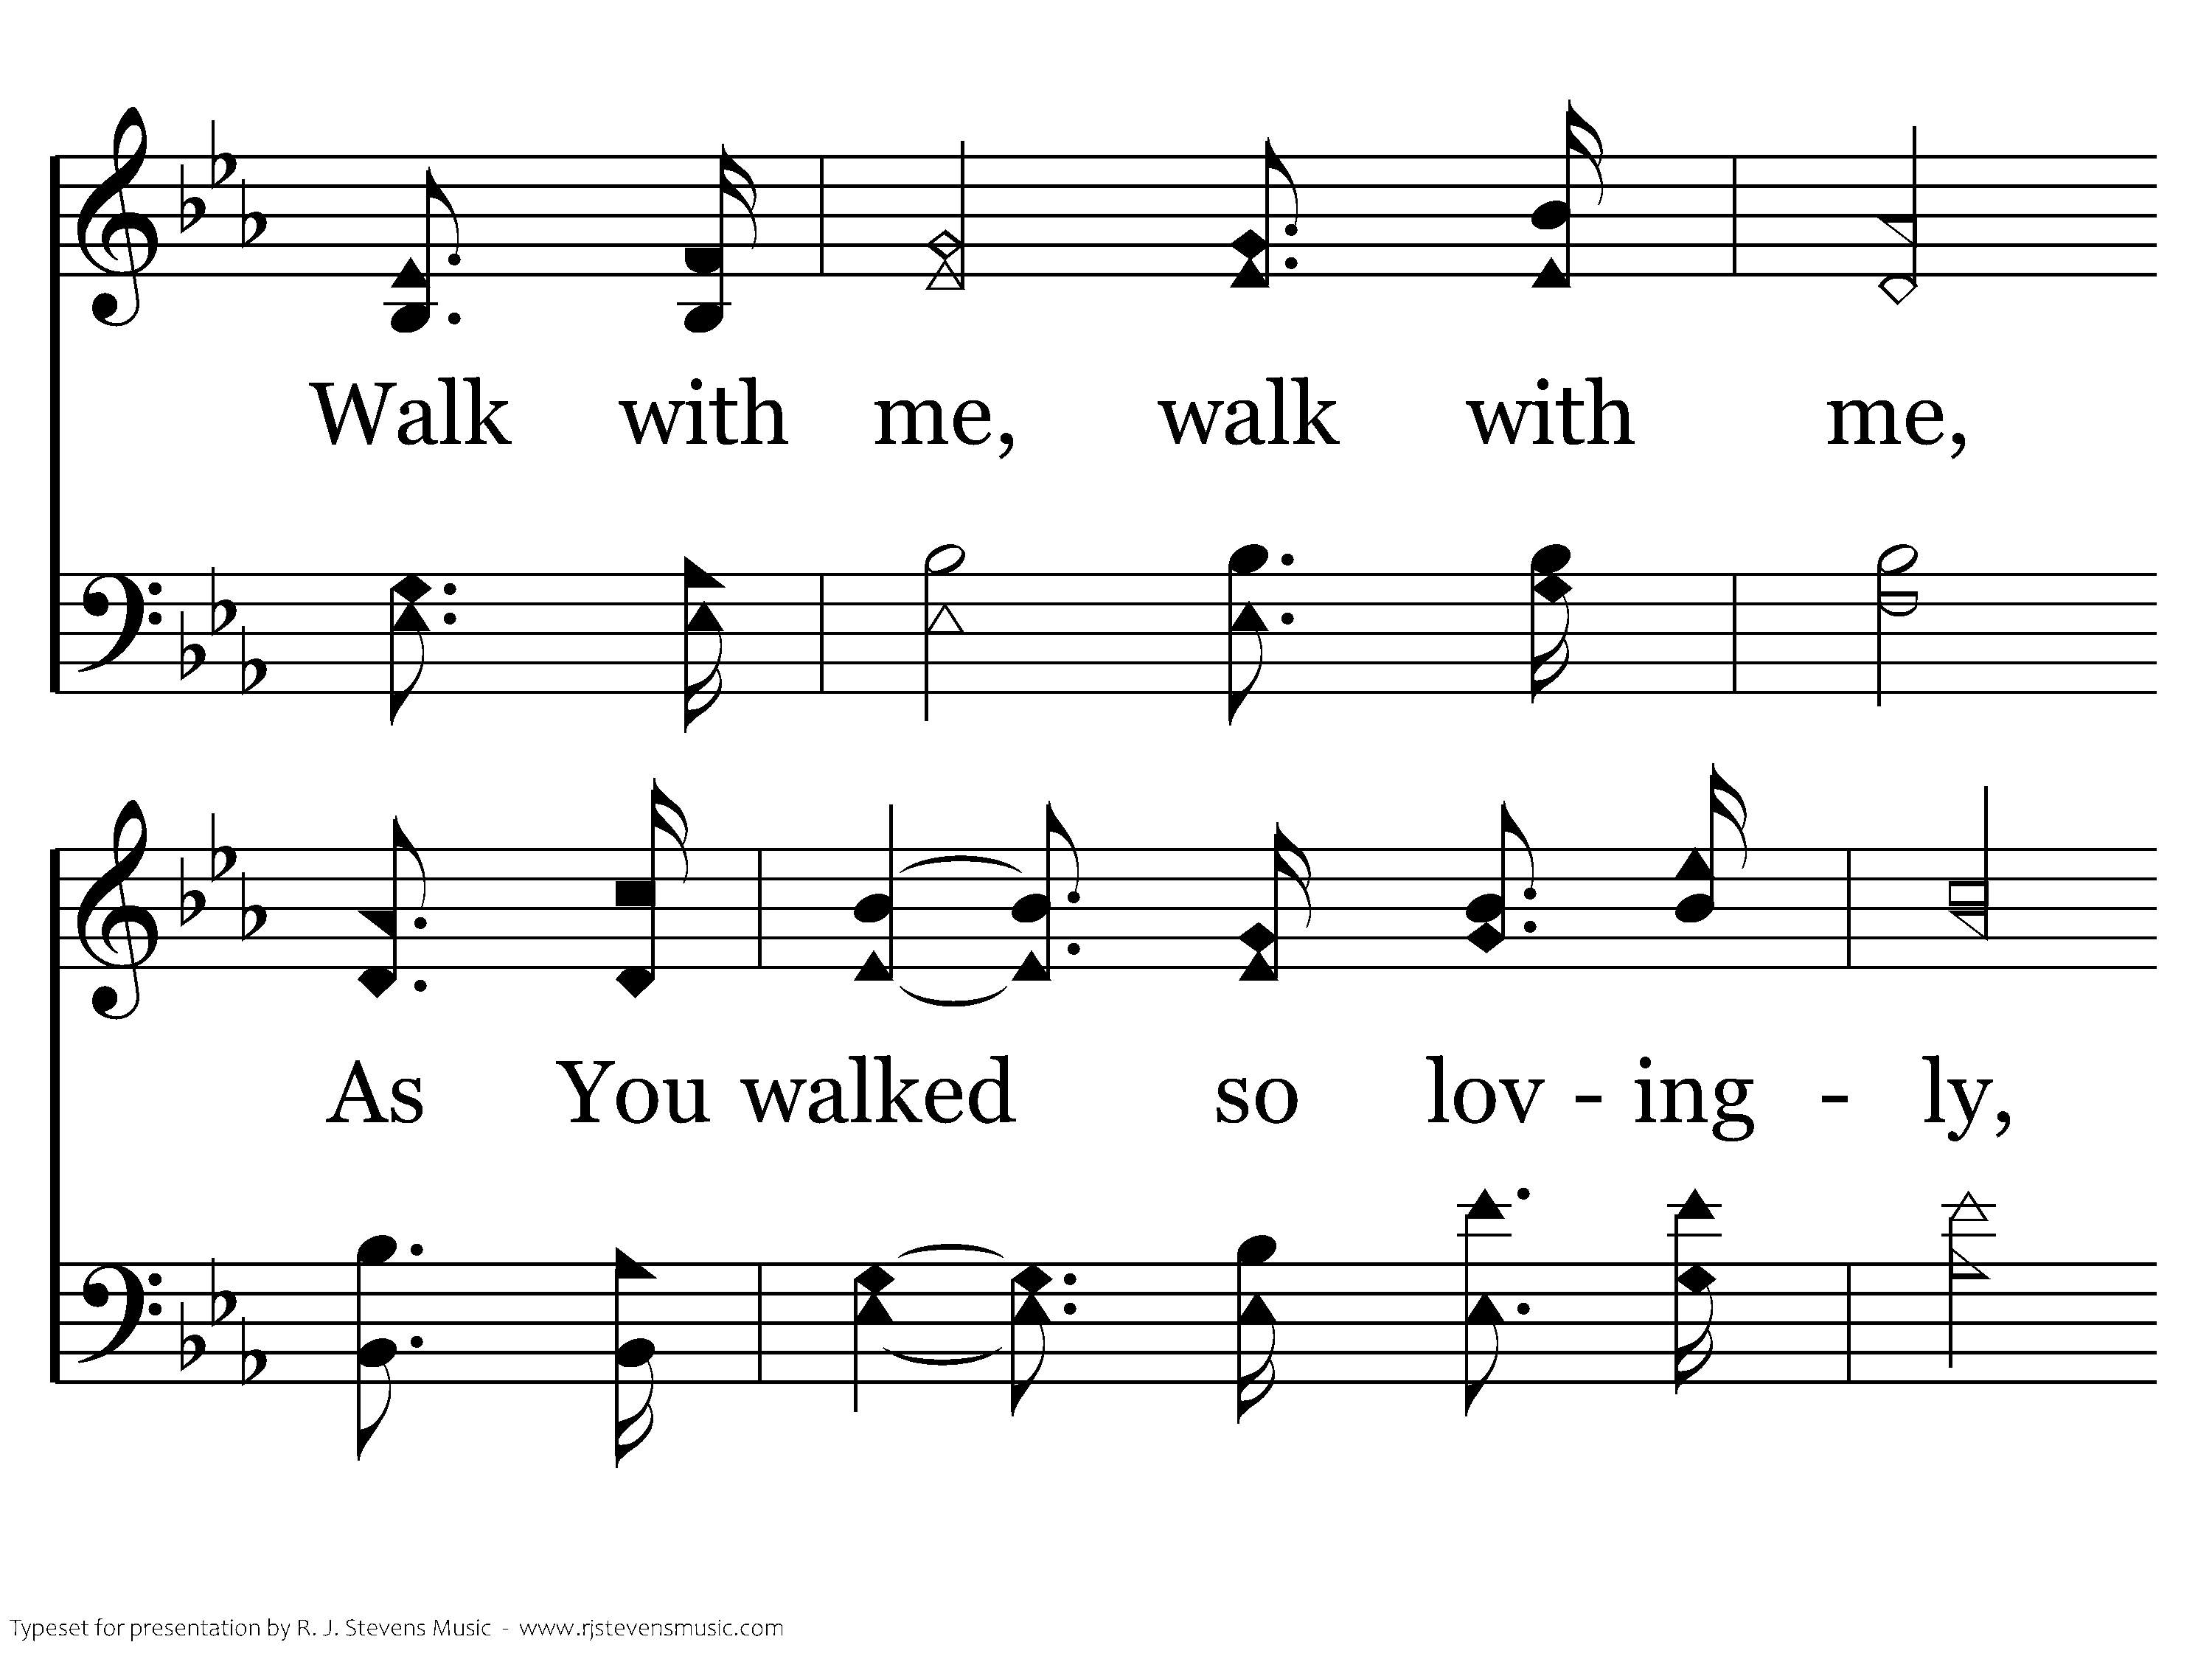 Walk with me, walk with me,
As You walked so lov - ing - ly,
Typeset for presentation by R. J. Stevens Music - www.rjstevensmusic.com